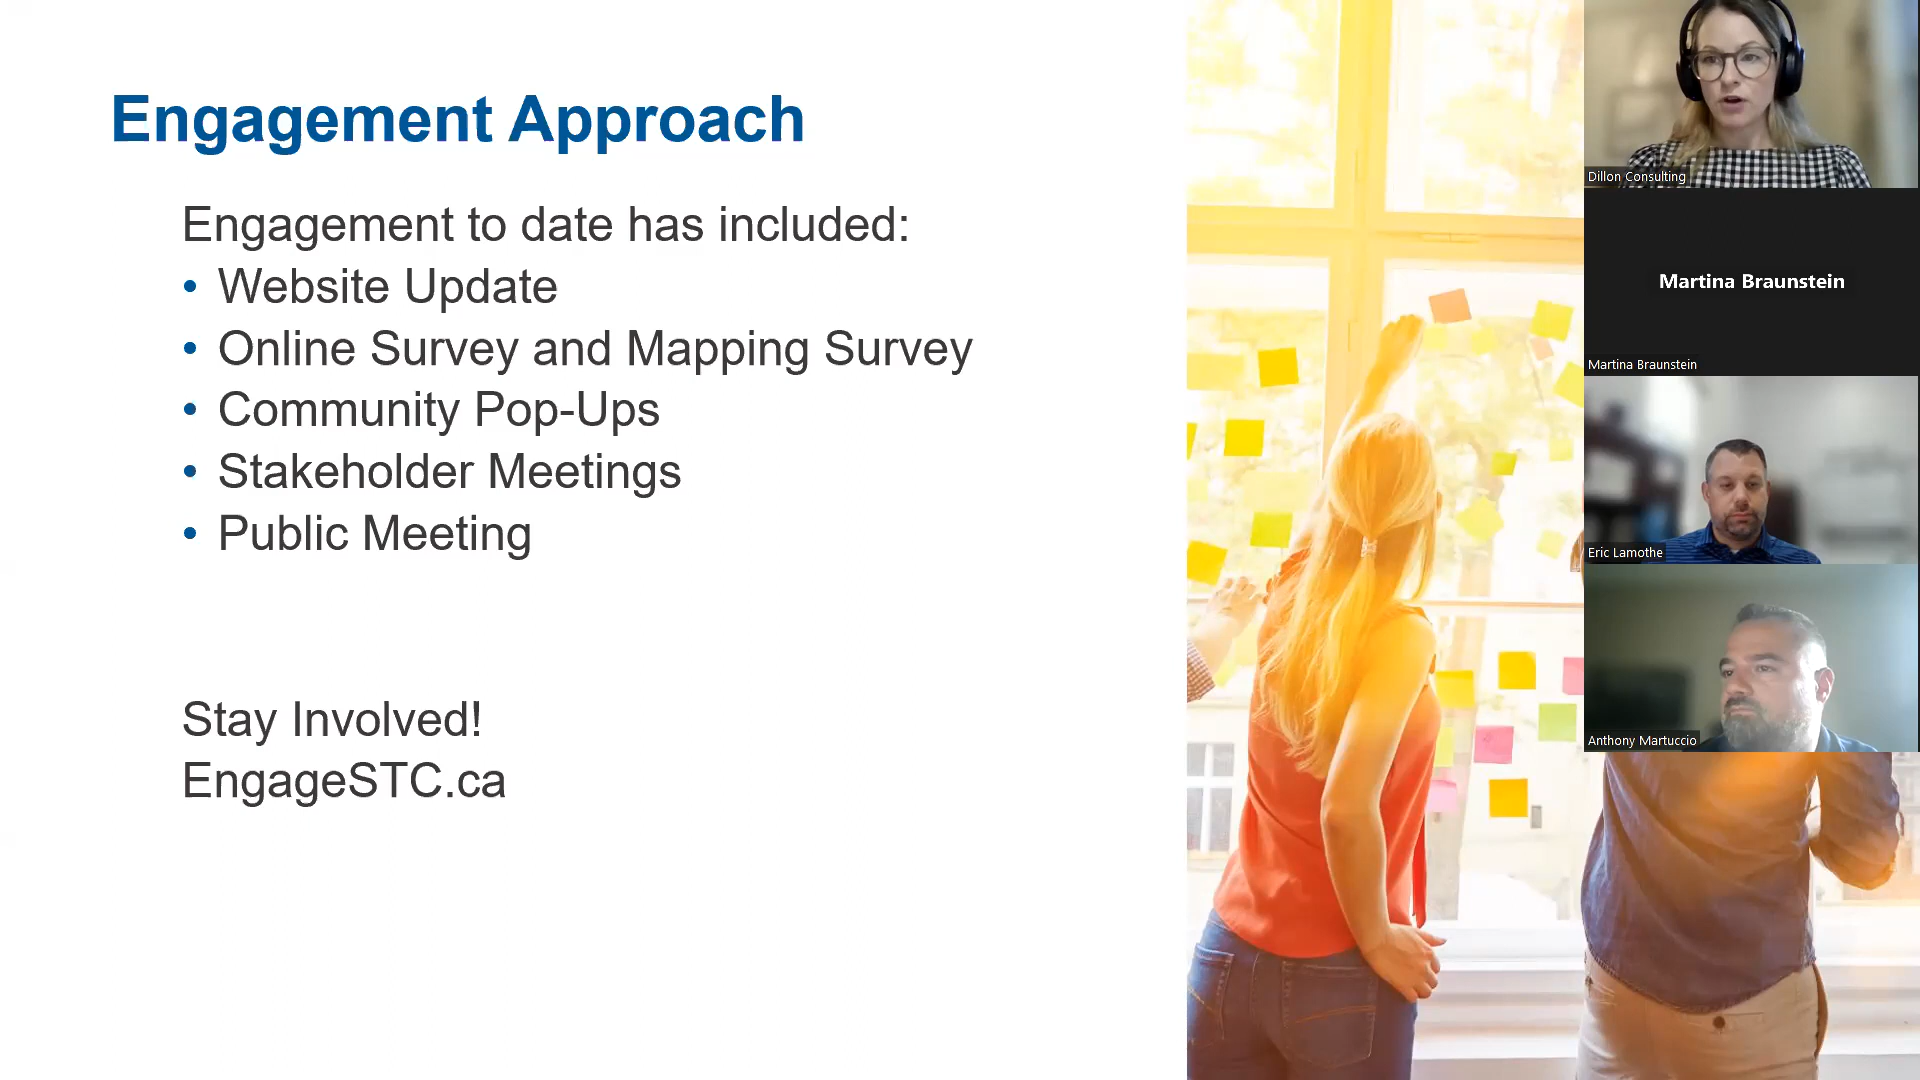 Engagement Approach
Engagement to date has included:
• Website Update
• Online Survey and Mapping Survey
• Community Pop-Ups
• Stakeholder Meetings
• Public Meeting
Stay Involved!
EngageSTC.ca
Dillon Consulting
Martina Braunstein
Martina Braunstein
Eric Lamothe
Anthony Martuccio